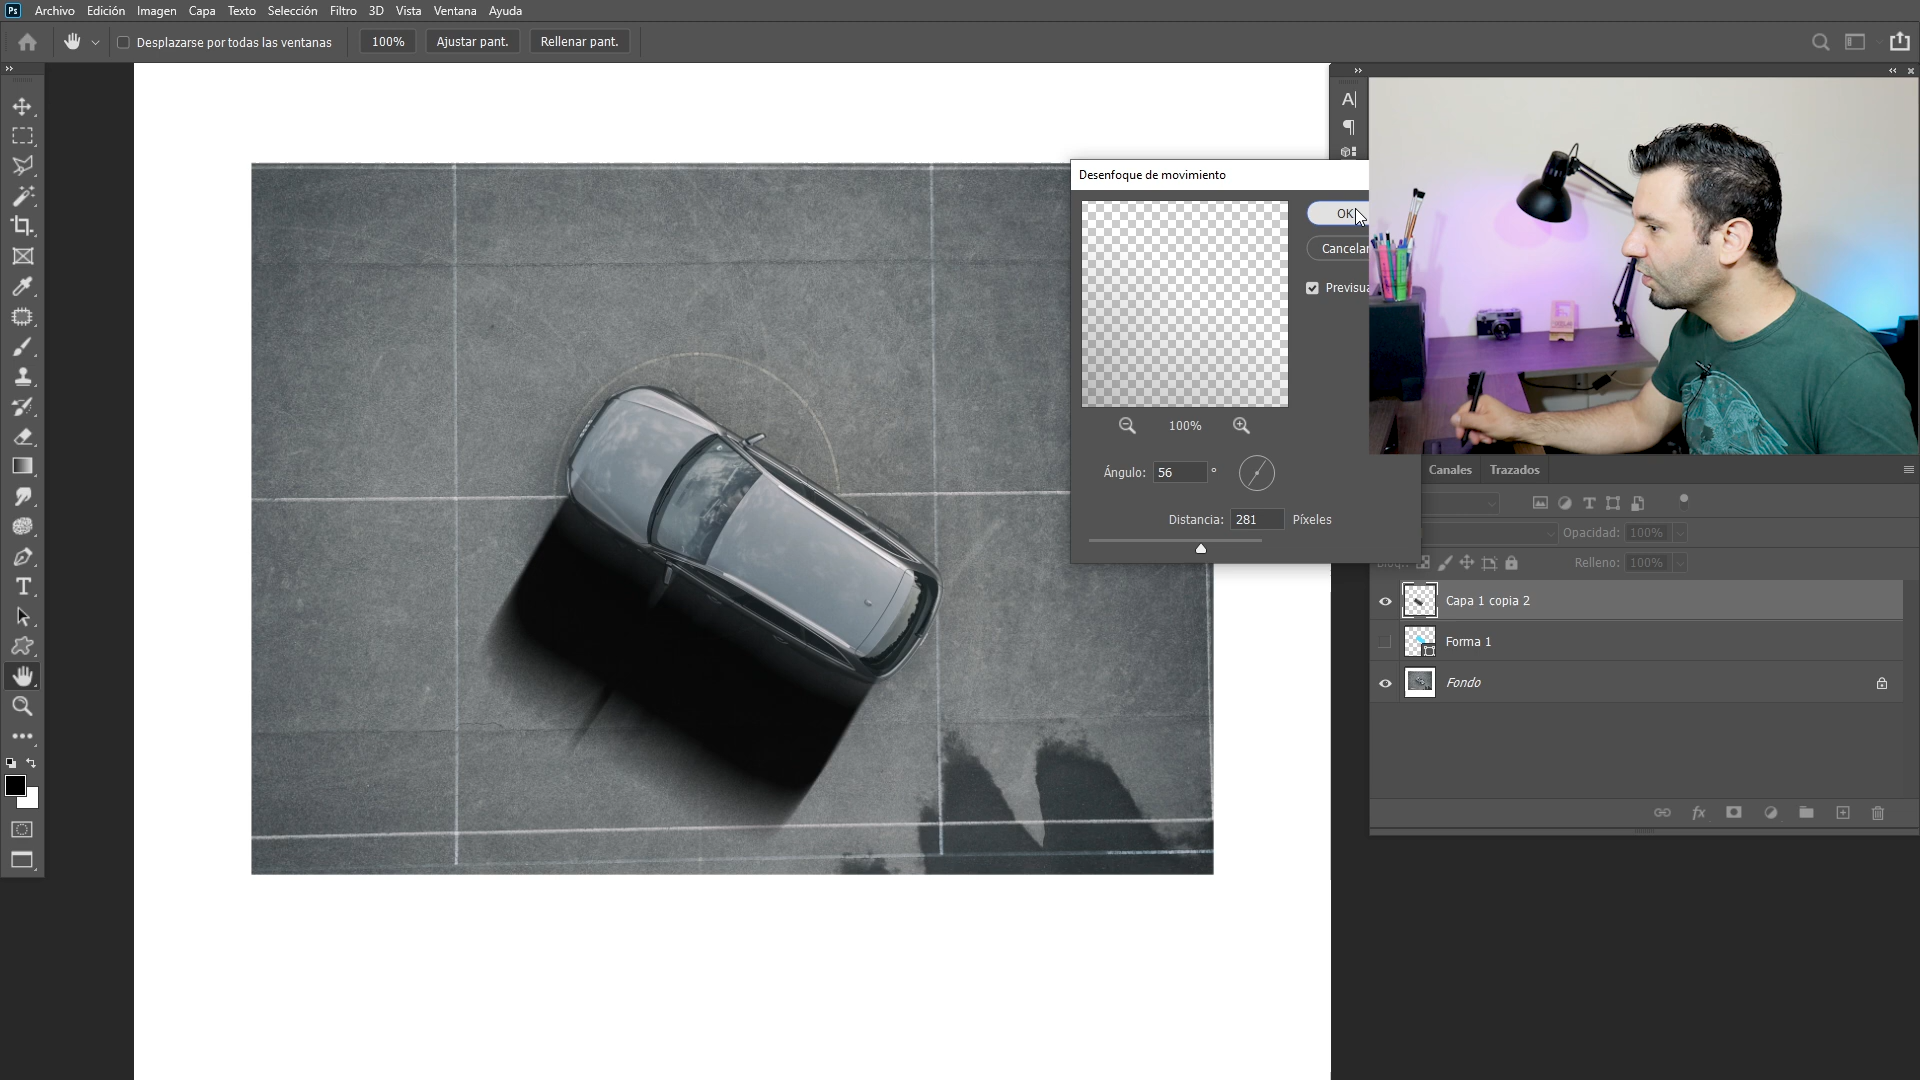 Ps Archivo Edición Imagen Capa Texto Selección Filtro 3D Vista Ventana Ayuda
Desplazarse por todas las ventanas 100% Ajustar pant. Rellenar pant.
Desenfoque de movimiento
OK
Cancelar
Previsua
100%
Ángulo: 56 °
Distancia: 281 Píxeles
Canales Trazados
Opacidad: 100%
Relleno: 100%
Capa 1 copia 2
Forma 1
Fondo